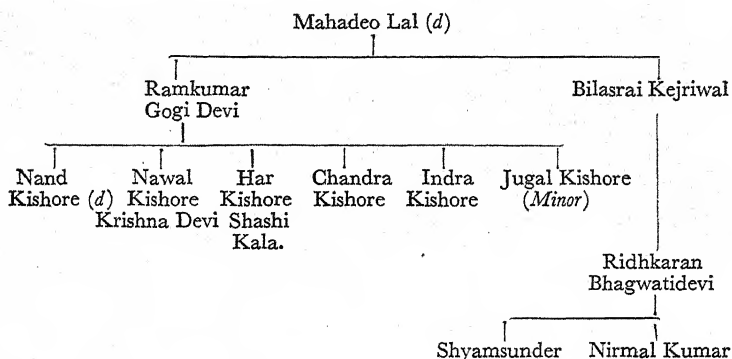 Mahadeo Lal (d)
Ramkumar
Gogi Devi
Bilasrai Kejriwal
Nand
Kishore (d)
Nawal
Kishore
Krishna Devi
Har
Kishore
Shashi
Kala.
Chandra
Kishore
Indra
Kishore
Jugal Kishore
(Minor)
Ridhkaran
Bhagwatidevi
Shyamsunder
Nirmal Kumar